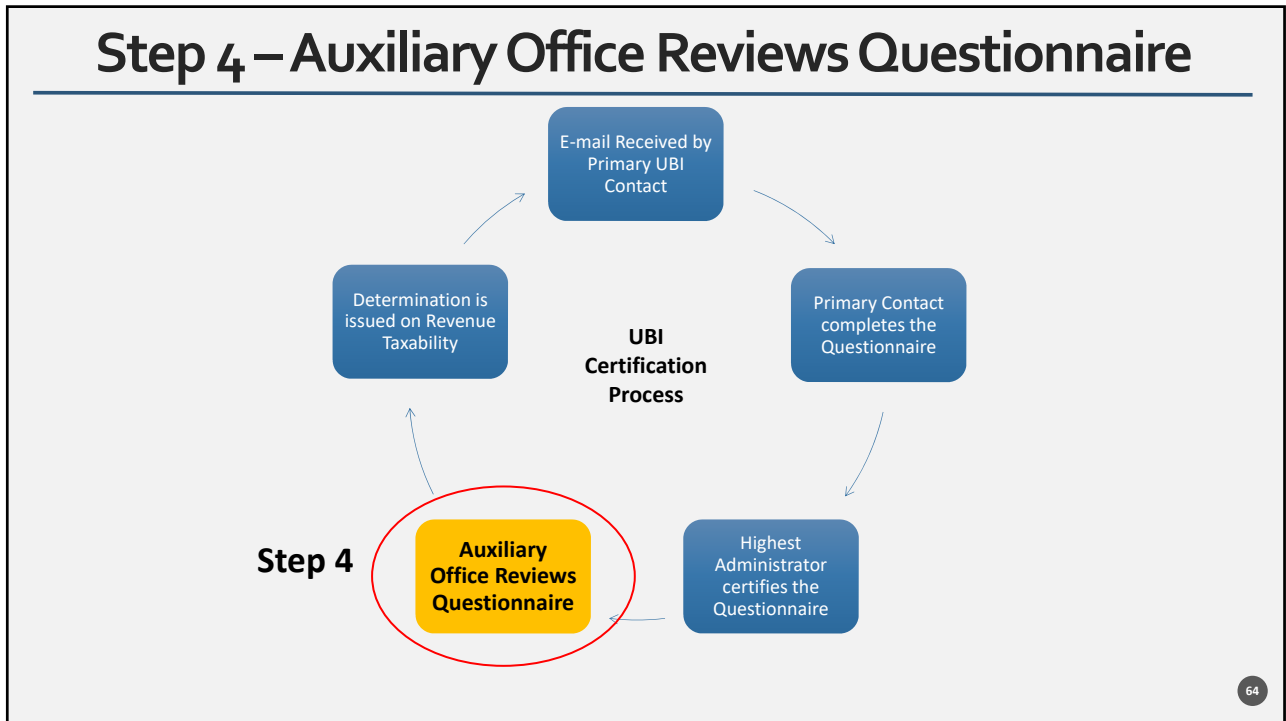 Step 4 – Auxiliary Office Reviews Questionnaire
E-mail Received by
Primary UBI
Contact
Primary Contact
completes the
Questionnaire
Highest
Administrator
certifies the
Questionnaire
Step 4
Auxiliary
Office Reviews
Questionnaire
Determination is
issued on Revenue
Taxability
UBI
Certification
Process
64